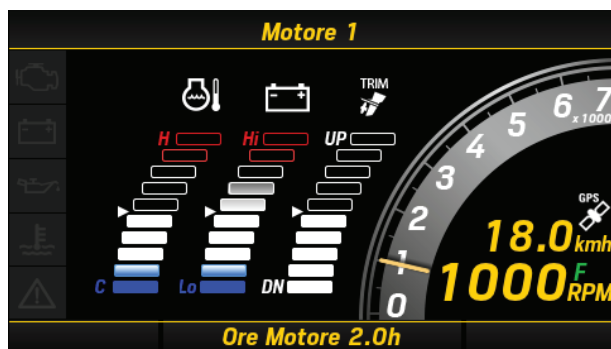 Motore 1
TRIM
H
Hi
UP
7
6
x 1000
5
4
3
2
1
0
GPS
18.0 kmh
F
1000 RPM
C
Lo
DN
Ore Motore 2.0h